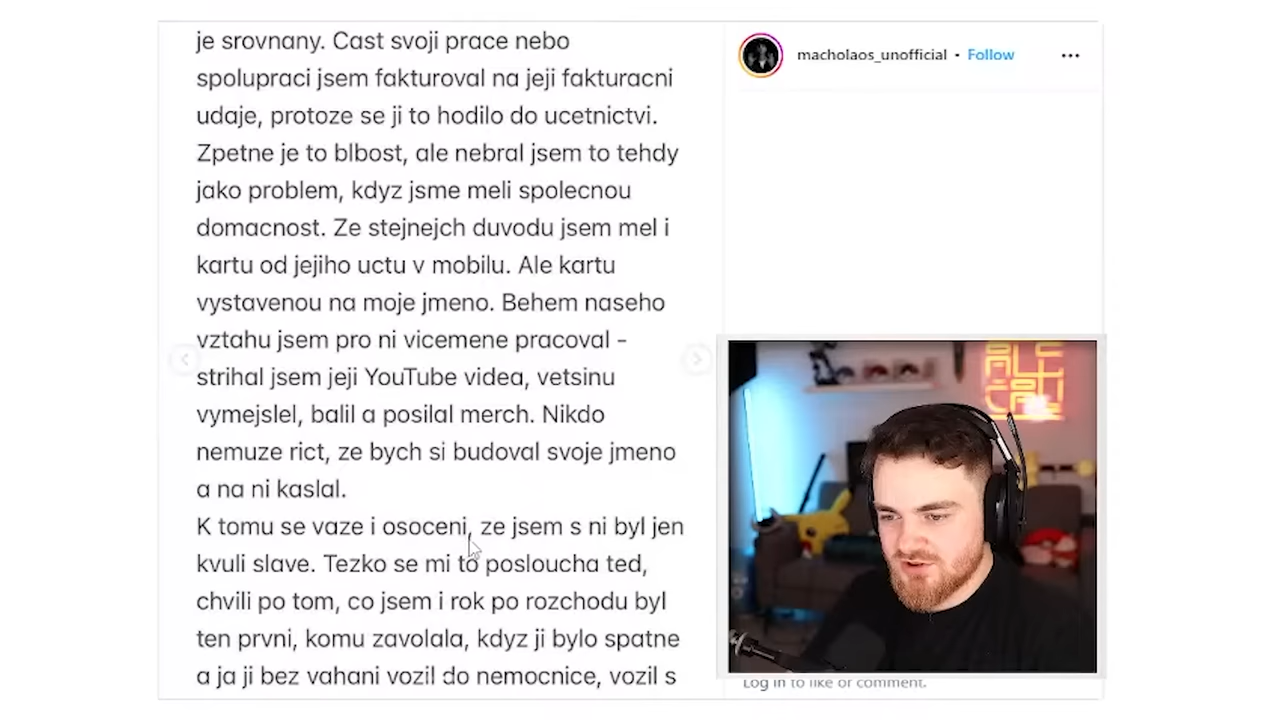 je srovnany. Cast svoji prace nebo
spolupraci jsem fakturoval na jeji fakturacni
udaje, protoze se ji to hodilo do ucetnictvi.
Zpetne je to blbost, ale nebral jsem to tehdy
jako problem, kdyz jsme meli spolecnou
domacnost. Ze stejnejch duvodu jsem mel i
kartu od jejiho uctu v mobilu. Ale kartu
vystavenou na moje jmeno. Behem naseho
vztahu jsem pro ni vicemene pracoval -
strihal jsem jeji YouTube videa, vetsinu
vymejslel, balil a posilal merch. Nikdo
nemuze rict, ze bych si budoval svoje jmeno
a na ni kaslal.
K tomu se vaze i osoceni, ze jsem s ni byl jen
kvuli slave. Tezko se mi to posloucha ted,
chvili po tom, co jsem i rok po rozchodu byl
ten prvni, komu zavolala, kdyz ji bylo spatne
a ja ji bez vahani vozil do nemocnice, vozil s
macholaos_unofficial • Follow
Log in to like or comment.